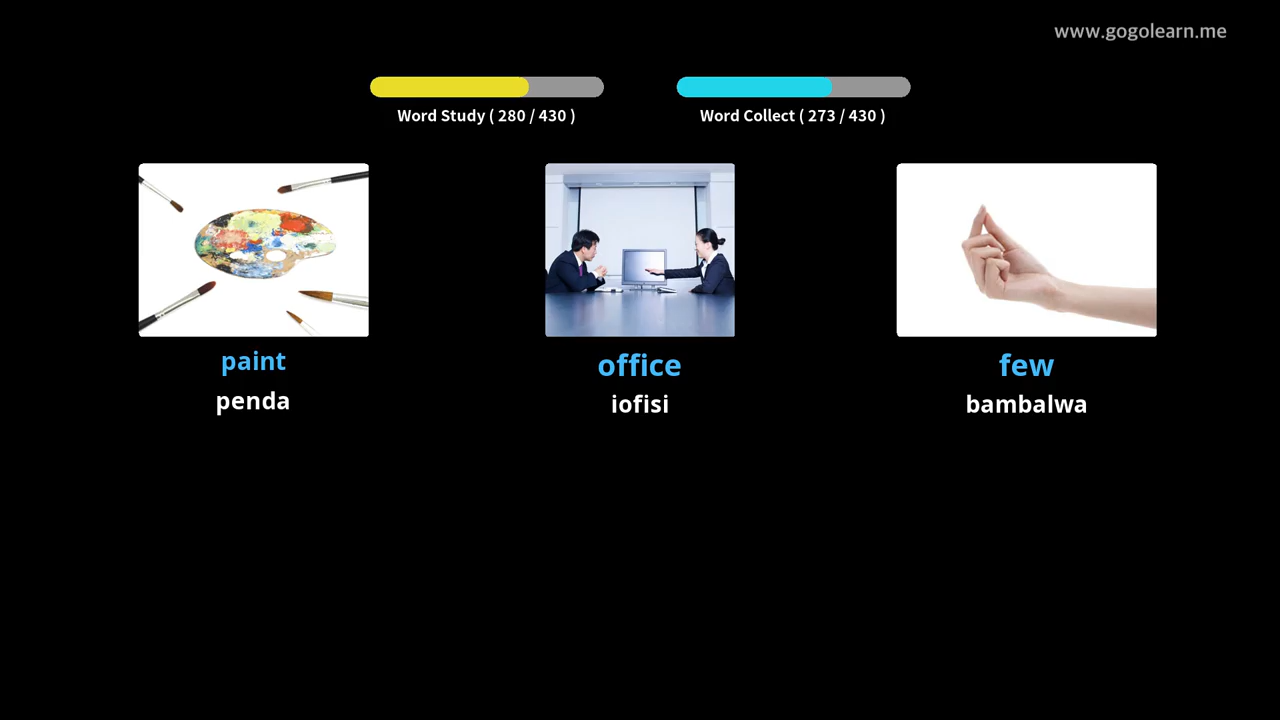 www.gogolearn.me
Word Study ( 280 / 430 )
Word Collect ( 273 / 430 )
paint
penda
office
iofisi
few
bambalwa